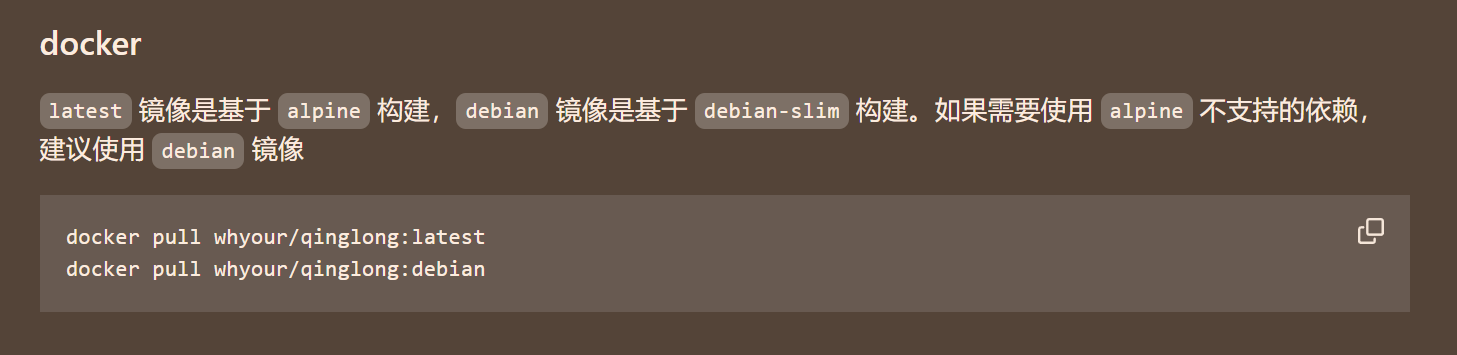 docker
latest 镜像是基于 alpine 构建，debian 镜像是基于 debian-slim 构建。如果需要使用 alpine 不支持的依赖，
建议使用 debian 镜像
docker pull whyour/qinglong:latest
docker pull whyour/qinglong:debian